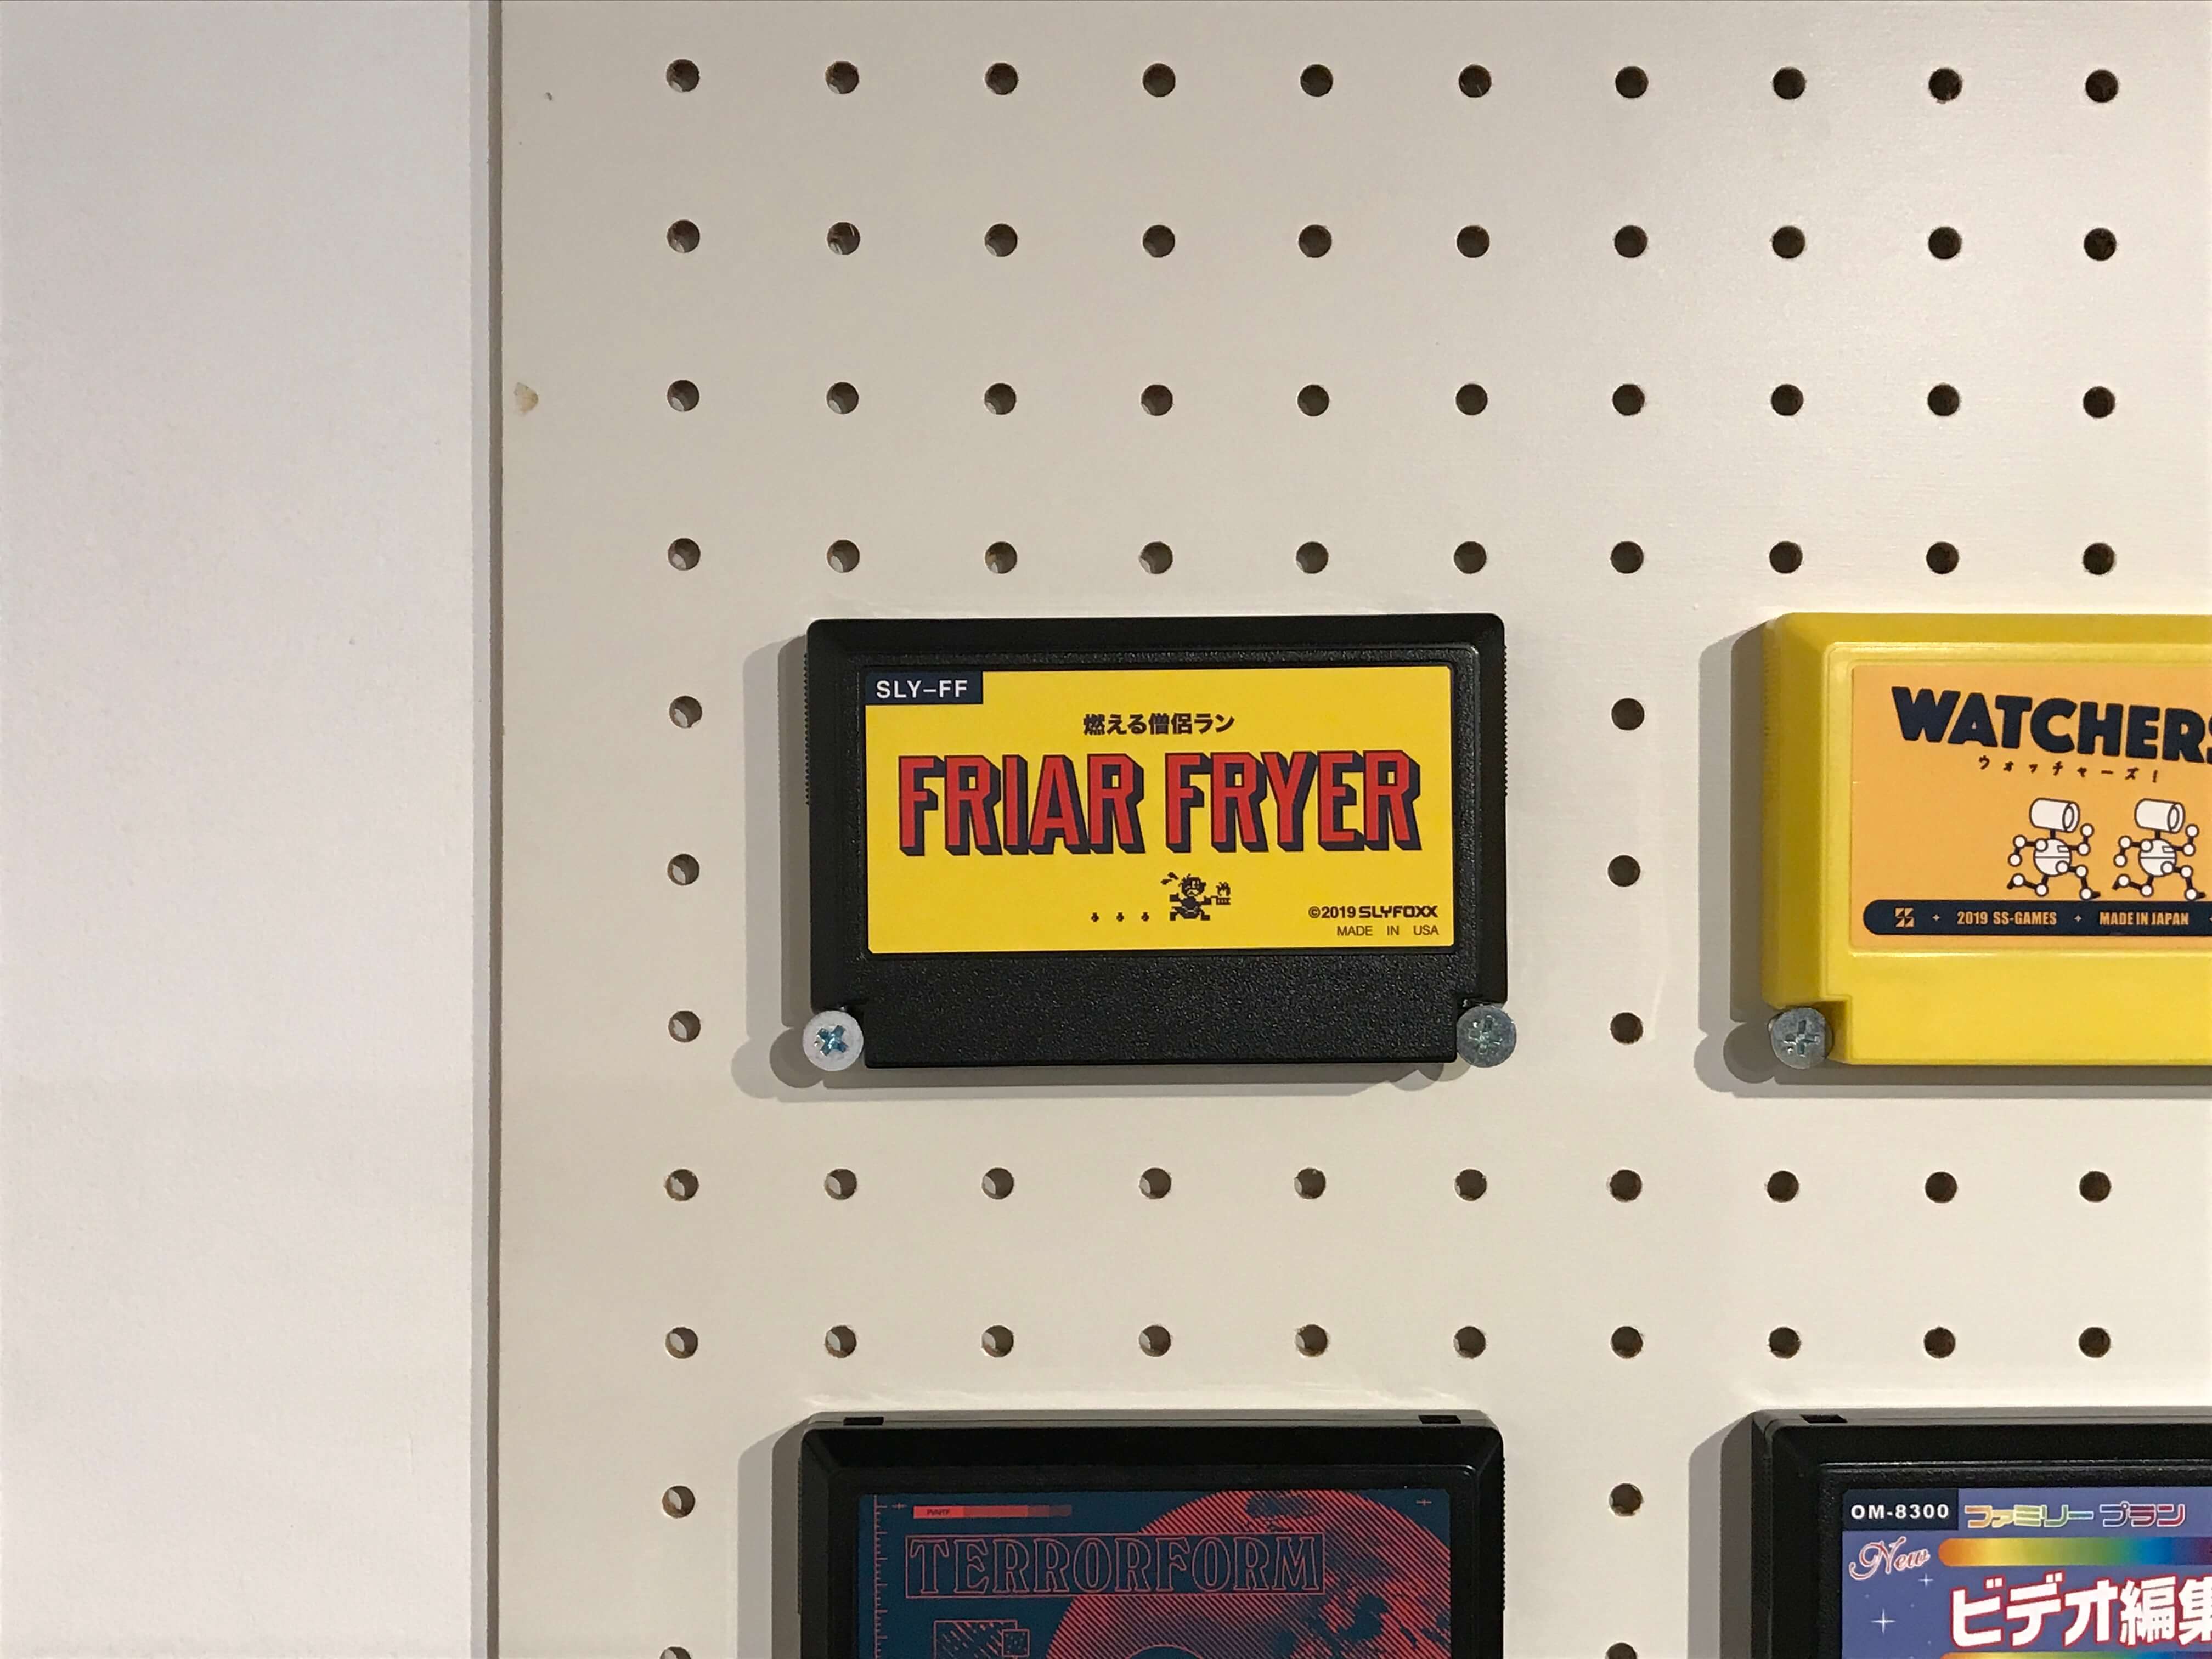 SLY–FF
燃える僧侶ラン
FRIAR FRYER
©2019 SLYFOXX
MADE IN USA
WATCHERS
ウォッチャーズ!
2019 SS-GAMES + MADE IN JAPAN
TERRORFORM
OM-8300 ファミリープラン
New
ビデオ編集